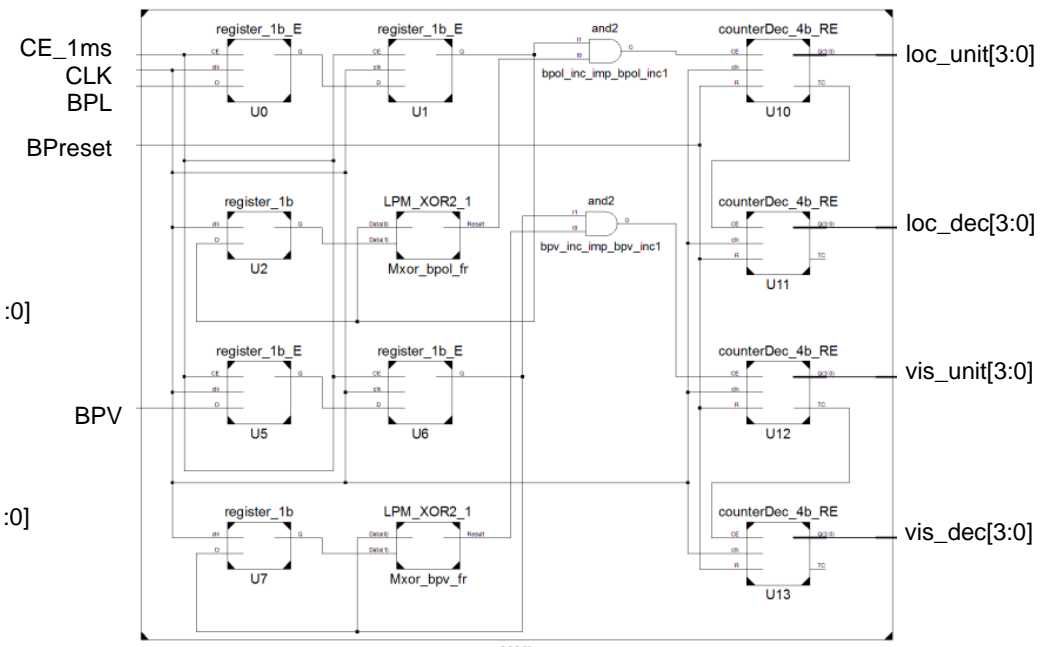 CE_1ms
CLK
BPL
BPreset
:0]
BPV
:0]
register_1b_E
CE
clk
D
Q
U0
register_1b_E
CE
clk
D
Q
U1
and2
I1
I0
O
bpol_inc_imp_bpol_inc1
counterDec_4b_RE
CE
clk
R
Q(3:0)
TC
U10
loc_unit[3:0]
register_1b
clk
D
Q
U2
LPM_XOR2_1
Data(0)
Data(1)
Result
Mxor_bpol_fr
and2
I1
I0
O
bpv_inc_imp_bpv_inc1
counterDec_4b_RE
CE
clk
R
Q(3:0)
TC
U11
loc_dec[3:0]
register_1b_E
CE
clk
D
Q
U5
register_1b_E
CE
clk
D
Q
U6
counterDec_4b_RE
CE
clk
R
Q(3:0)
TC
U12
vis_unit[3:0]
register_1b
clk
D
Q
U7
LPM_XOR2_1
Data(0)
Data(1)
Result
Mxor_bpv_fr
counterDec_4b_RE
CE
clk
R
Q(3:0)
TC
U13
vis_dec[3:0]